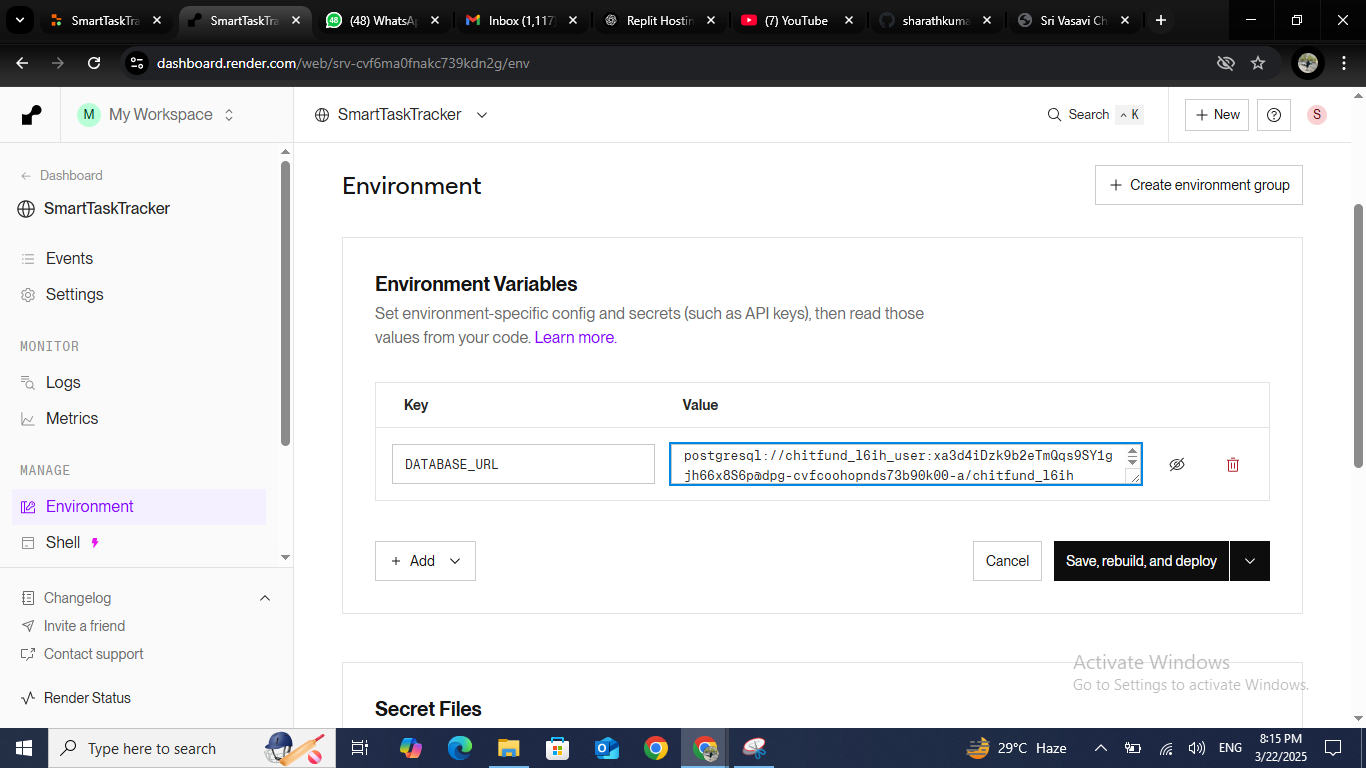 SmartTaskTra
SmartTaskTra
(48) WhatsA
Inbox (1,117)
Replit Hostin
(7) YouTube
sharathkuma
Sri Vasavi Ch
dashboard.render.com/web/srv-cvf6ma0fnakc739kdn2g/env
M My Workspace
SmartTaskTracker
Search ^ K
+ New
S
← Dashboard
SmartTaskTracker
Events
Settings
MONITOR
Logs
Metrics
MANAGE
Environment
Shell
Changelog
Invite a friend
Contact support
Render Status
Environment
+ Create environment group
Environment Variables
Set environment-specific config and secrets (such as API keys), then read those
values from your code. Learn more.
Key Value
DATABASE_URL
postgresql://chitfund_l6ih_user:xa3d4iDzk9b2eTmQqs9SY1g
jh66x8S6p@dpg-cvfcoohopnds73b90k00-a/chitfund_l6ih
+ Add
Cancel
Save, rebuild, and deploy
Secret Files
Activate Windows
Go to Settings to activate Windows.
Type here to search
29°C Haze
ENG
8:15 PM
3/22/2025